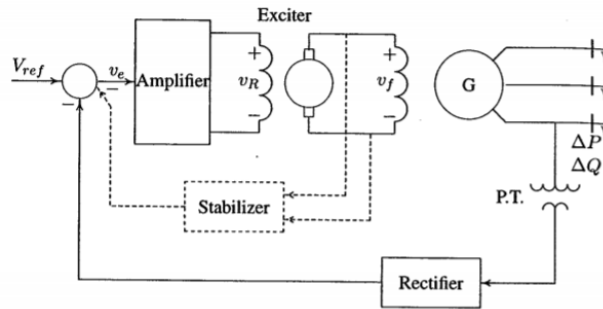 Exciter
V_ref
v_e
Amplifier
+
v_R
−
+
v_f
−
G
−
−
ΔP
ΔQ
P.T.
Stabilizer
Rectifier